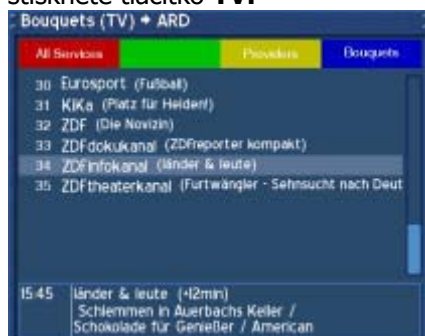 stiskněte tlačítko TV.
Bouquets (TV) → ARD
All Services Providers Bouquets
30 Eurosport (Fußball)
31 KiKa (Platz für Helden!)
32 ZDF (Die Novizin)
33 ZDFdokukanal (ZDFreporter kompakt)
34 ZDFinfokanal (länder & leute)
35 ZDFtheaterkanal (Furtwängler - Sehnsucht nach Deut
15:45 länder & leute (+12min)
Schlemmen in Auerbachs Keller /
Schokolade für Genießer / American